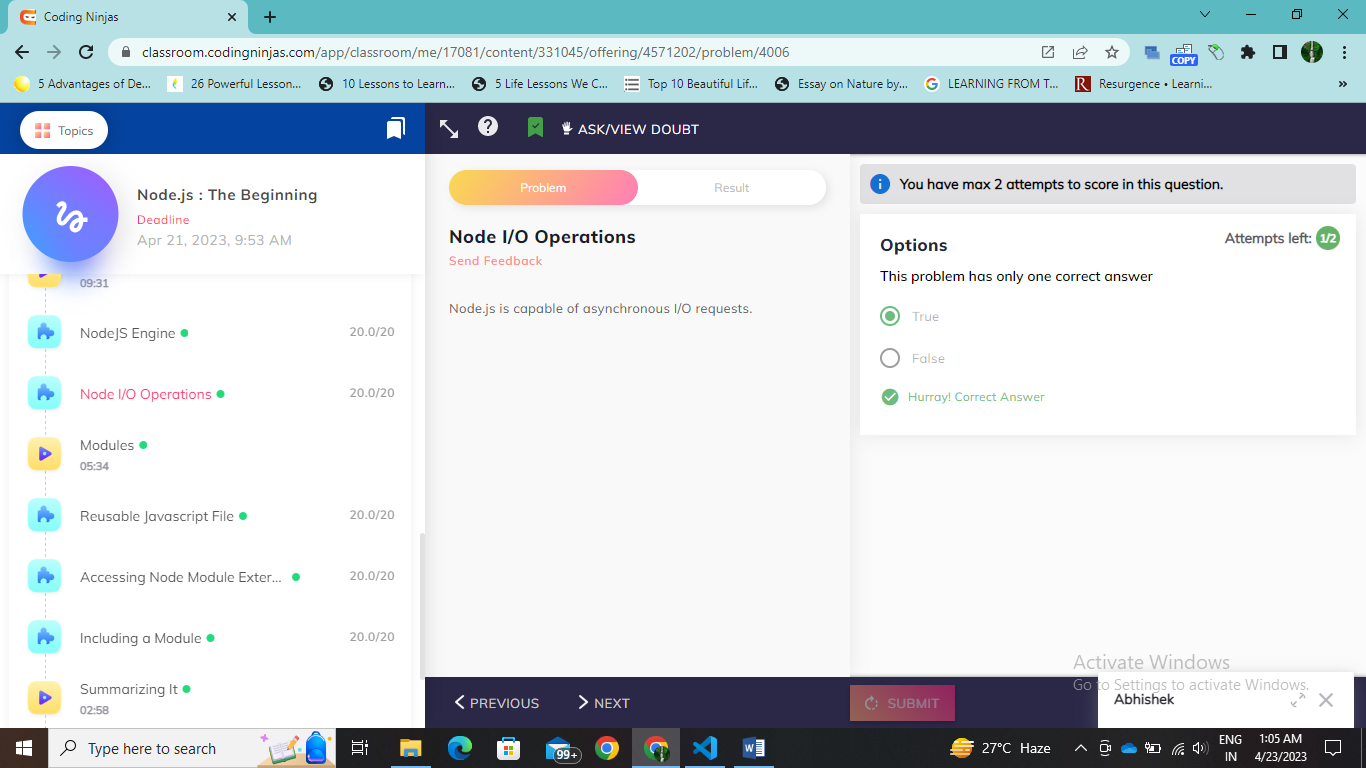 Coding Ninjas
classroom.codingninjas.com/app/classroom/me/17081/content/331045/offering/4571202/problem/4006
COPY
5 Advantages of De...
26 Powerful Lesson...
10 Lessons to Learn...
5 Life Lessons We C...
Top 10 Beautiful Lif...
Essay on Nature by...
LEARNING FROM T...
Resurgence • Learni...
»
Topics
ASK/VIEW DOUBT
Node.js : The Beginning
Deadline
Apr 21, 2023, 9:53 AM
09:31
NodeJS Engine
20.0/20
Node I/O Operations
20.0/20
Modules
05:34
Reusable Javascript File
20.0/20
Accessing Node Module Exter...
20.0/20
Including a Module
20.0/20
Summarizing It
02:58
Problem
Result
Node I/O Operations
Send Feedback
Node.js is capable of asynchronous I/O requests.
You have max 2 attempts to score in this question.
Options
Attempts left: 1/2
This problem has only one correct answer
True
False
Hurray! Correct Answer
PREVIOUS
NEXT
SUBMIT
Activate Windows
Go to Settings to activate Windows.
Abhishek
Type here to search
99+
27°C Haze
ENG
IN
1:05 AM
4/23/2023